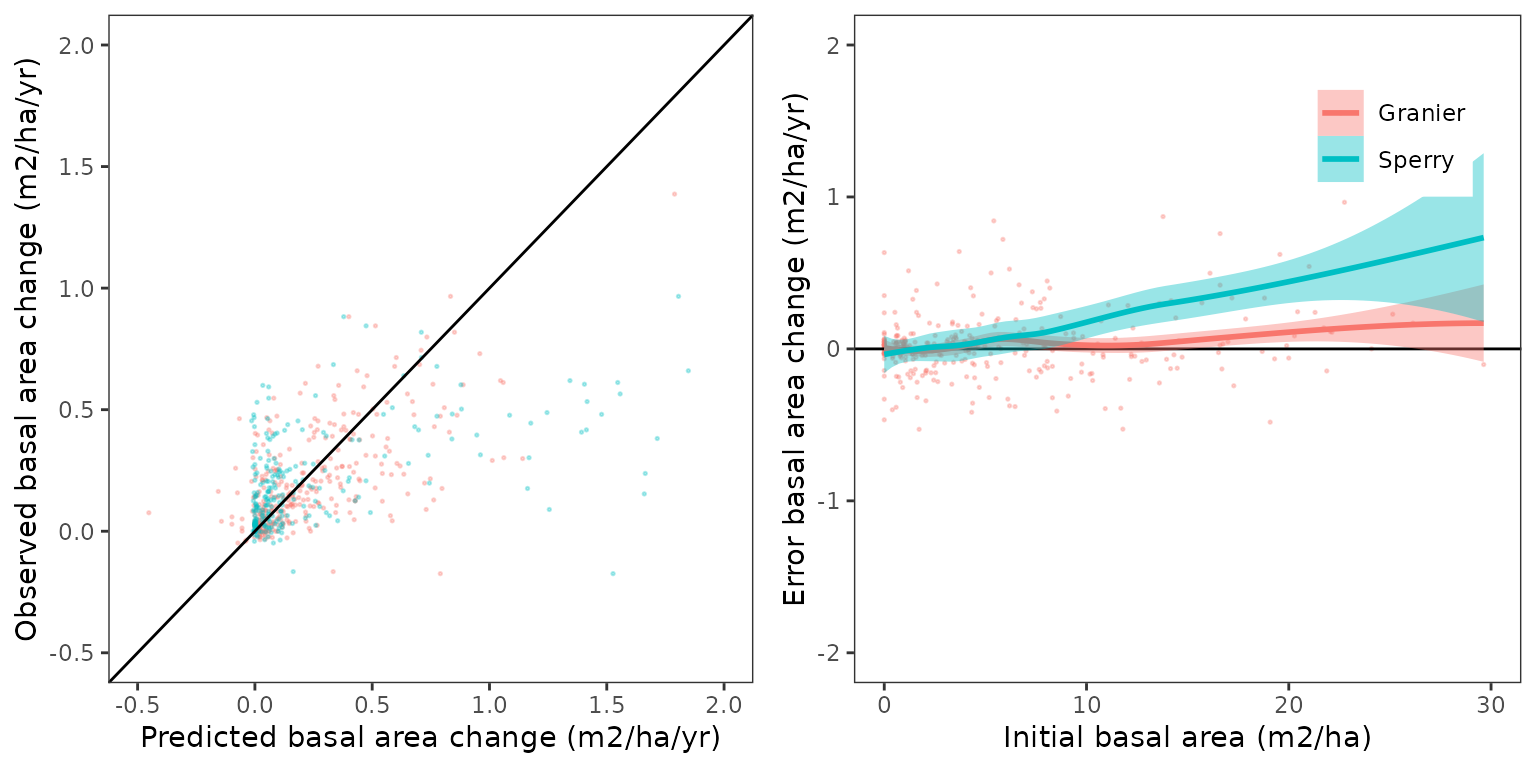 Observed basal area change (m2/ha/yr)
2.0
1.5
1.0
0.5
0.0
-0.5
-0.5 0.0 0.5 1.0 1.5 2.0
Predicted basal area change (m2/ha/yr)
Error basal area change (m2/ha/yr)
2
1
0
-1
-2
Granier
Sperry
0 10 20 30
Initial basal area (m2/ha)